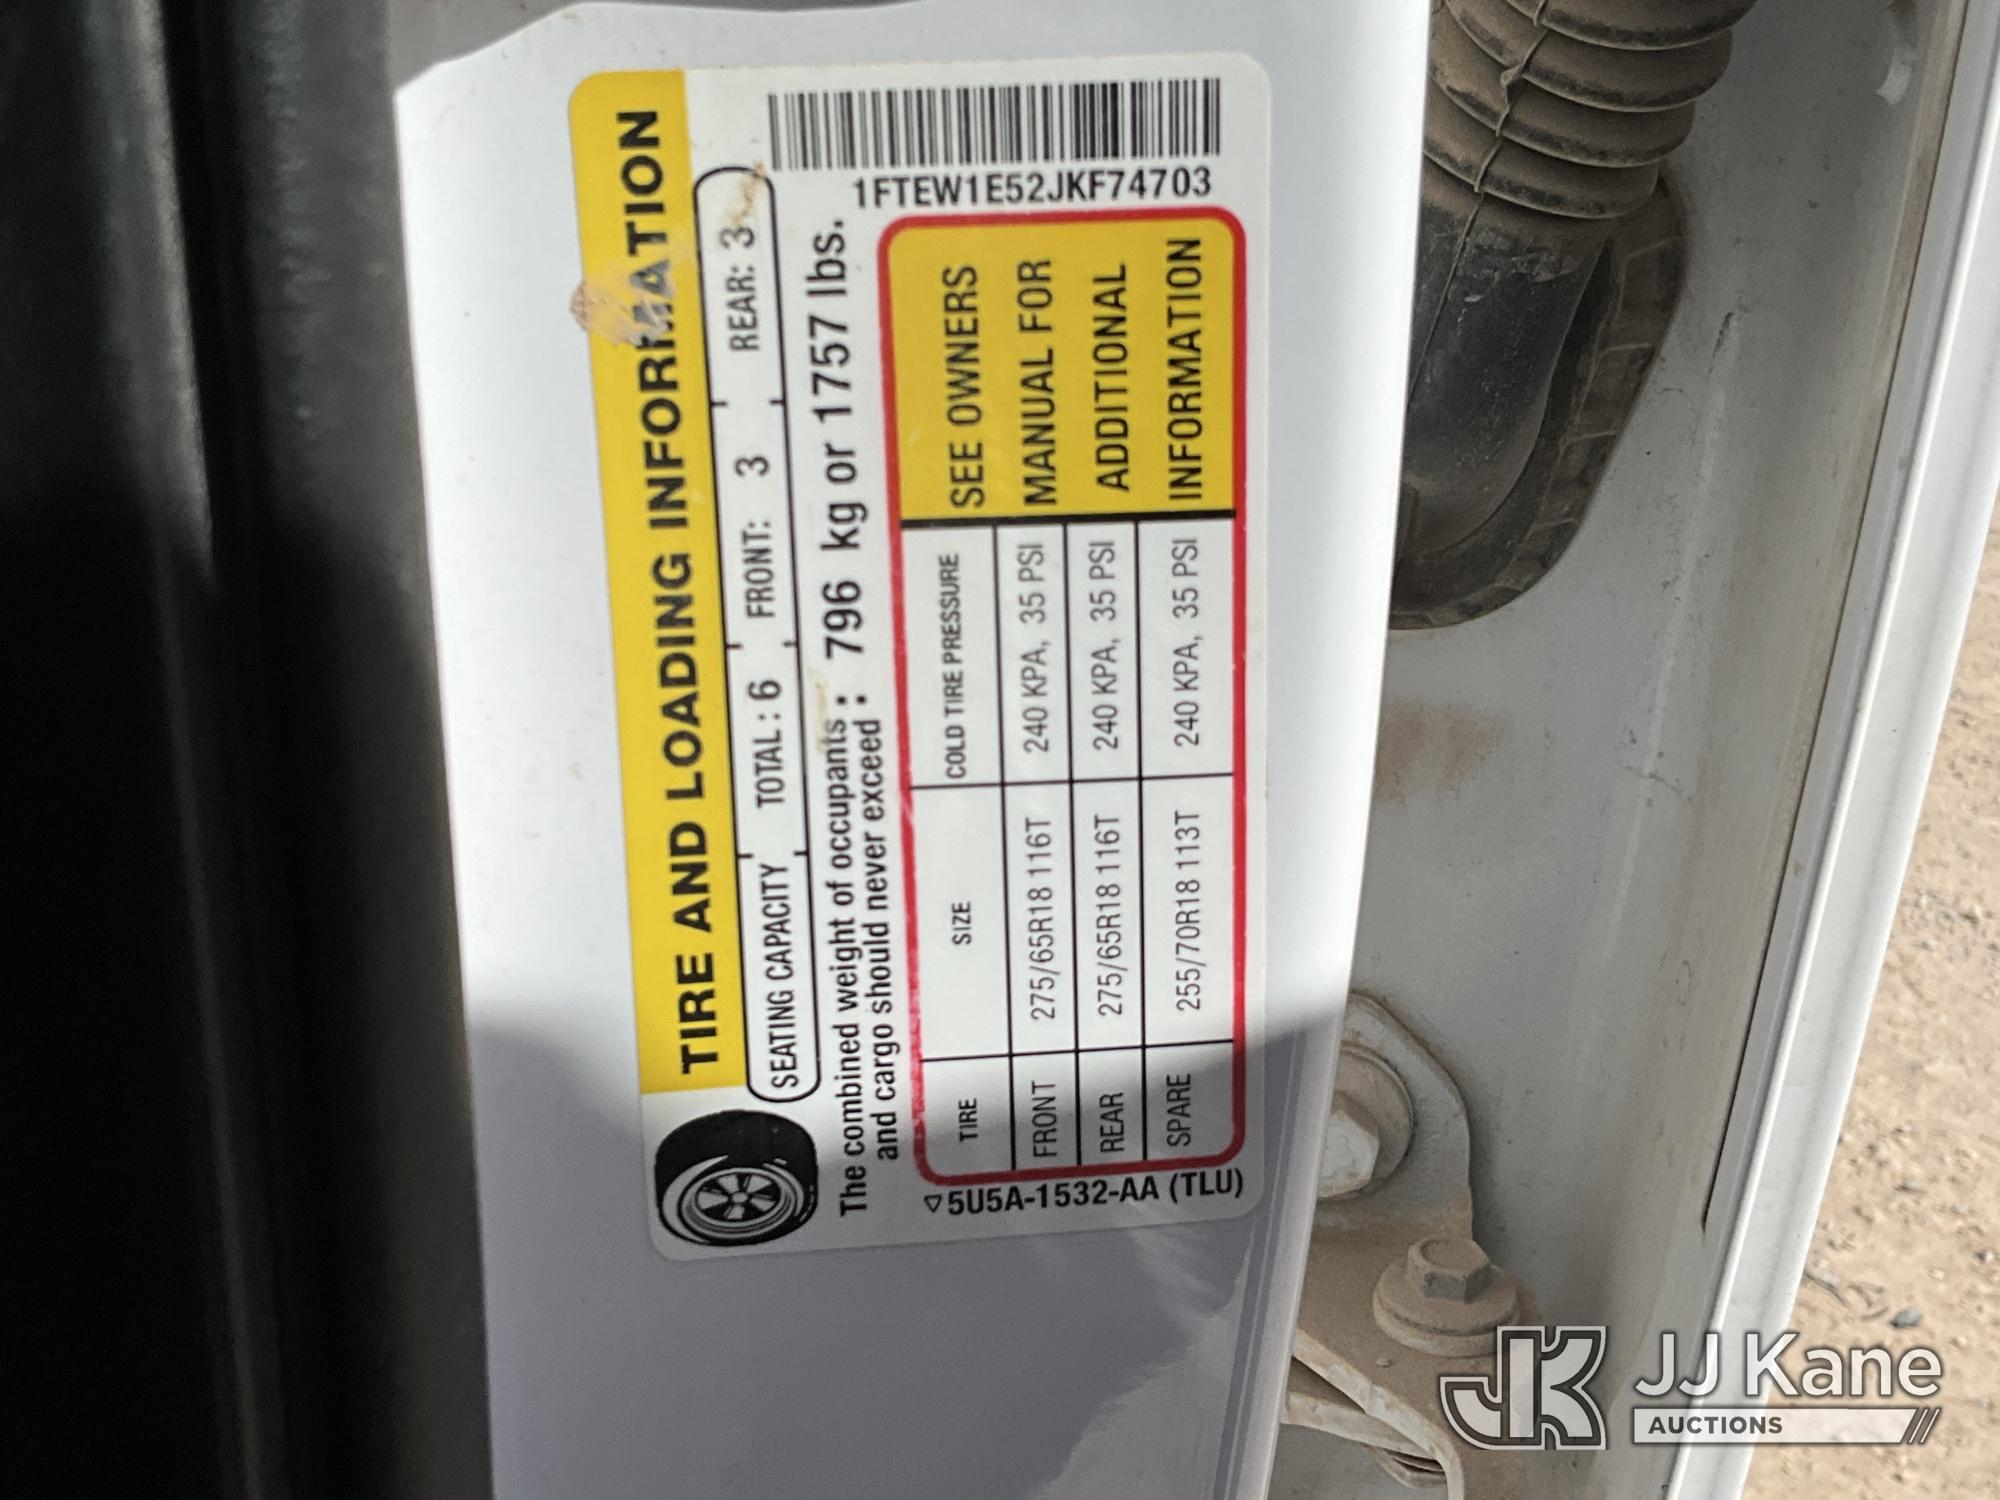 TIRE AND LOADING INFORMATION
SEATING CAPACITY TOTAL : 6 FRONT: 3 REAR: 3
The combined weight of occupants : 796 kg or 1757 lbs.
and cargo should never exceed :
1FTEW1E52JKF74703
TIRE SIZE COLD TIRE PRESSURE
FRONT 275/65R18 116T 240 KPA, 35 PSI
REAR 275/65R18 116T 240 KPA, 35 PSI
SPARE 255/70R18 113T 240 KPA, 35 PSI
SEE OWNERS
MANUAL FOR
ADDITIONAL
INFORMATION
5U5A-1532-AA (TLU)
JK JJ Kane
AUCTIONS